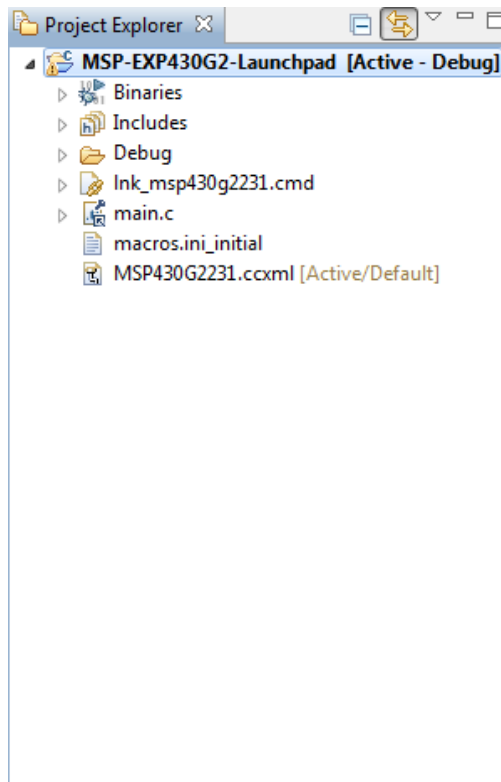 Project Explorer
MSP-EXP430G2-Launchpad [Active - Debug]
Binaries
Includes
Debug
lnk_msp430g2231.cmd
main.c
macros.ini_initial
MSP430G2231.ccxml [Active/Default]